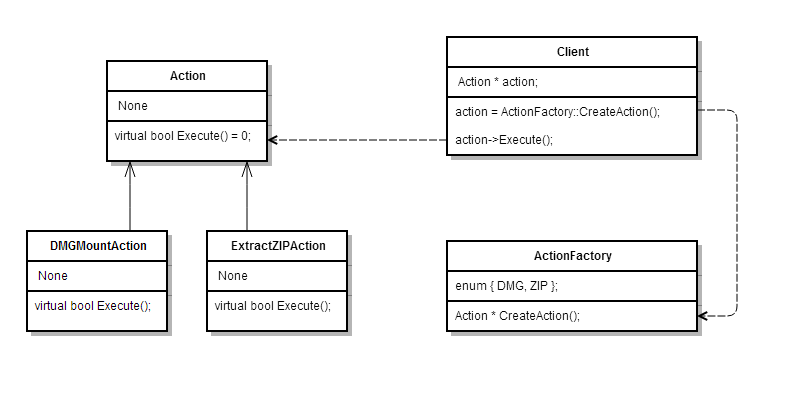 Action
None
virtual bool Execute() = 0;
Client
Action * action;
action = ActionFactory::CreateAction();
action->Execute();
DMGMountAction
None
virtual bool Execute();
ExtractZIPAction
None
virtual bool Execute();
ActionFactory
enum { DMG, ZIP };
Action * CreateAction();